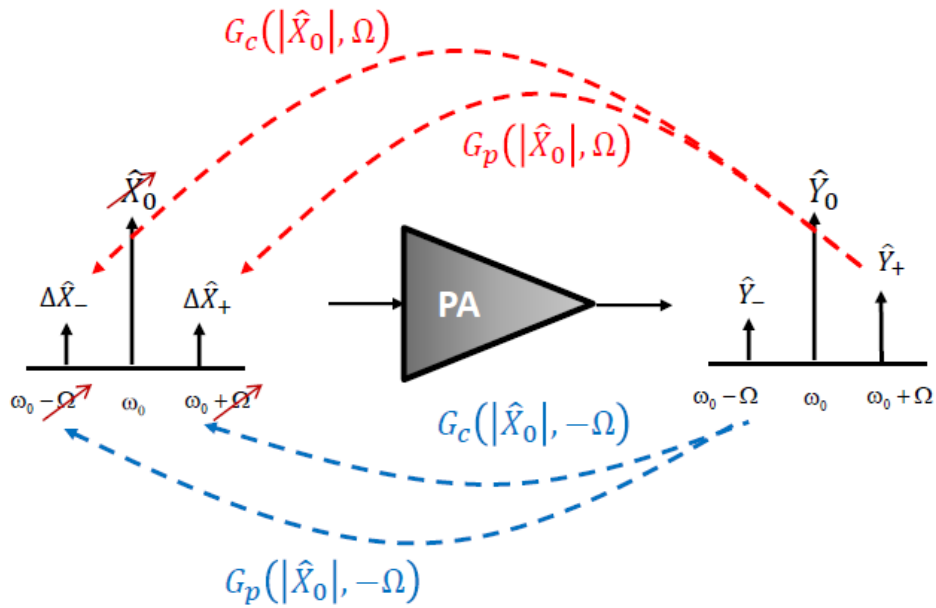 G_c(|X̂_0|, Ω)
G_p(|X̂_0|, Ω)
X̂_0
Ŷ_0
ΔX̂_−
ΔX̂_+
PA
Ŷ_−
Ŷ_+
ω_0 − Ω
ω_0
ω_0 + Ω
ω_0 − Ω
ω_0
ω_0 + Ω
G_c(|X̂_0|, −Ω)
G_p(|X̂_0|, −Ω)